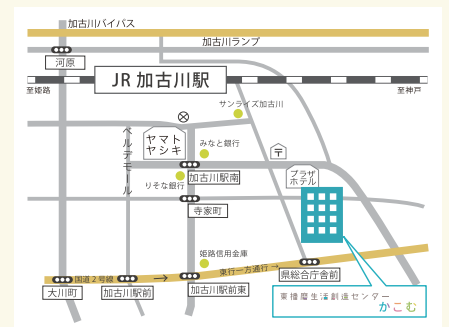 加古川バイパス
加古川ランプ
河原
JR 加古川駅
至姫路
至神戸
サンライズ加古川
ベルデモール
ヤマト
ヤシキ
みなと銀行
〒
加古川駅南
りそな銀行
プラザ
ホテル
寺家町
姫路信用金庫
東行一方通行→
国道2号線
→
県総合庁舎前
大川町
加古川駅前
加古川駅前東
東播磨生活創造センター
かこむ